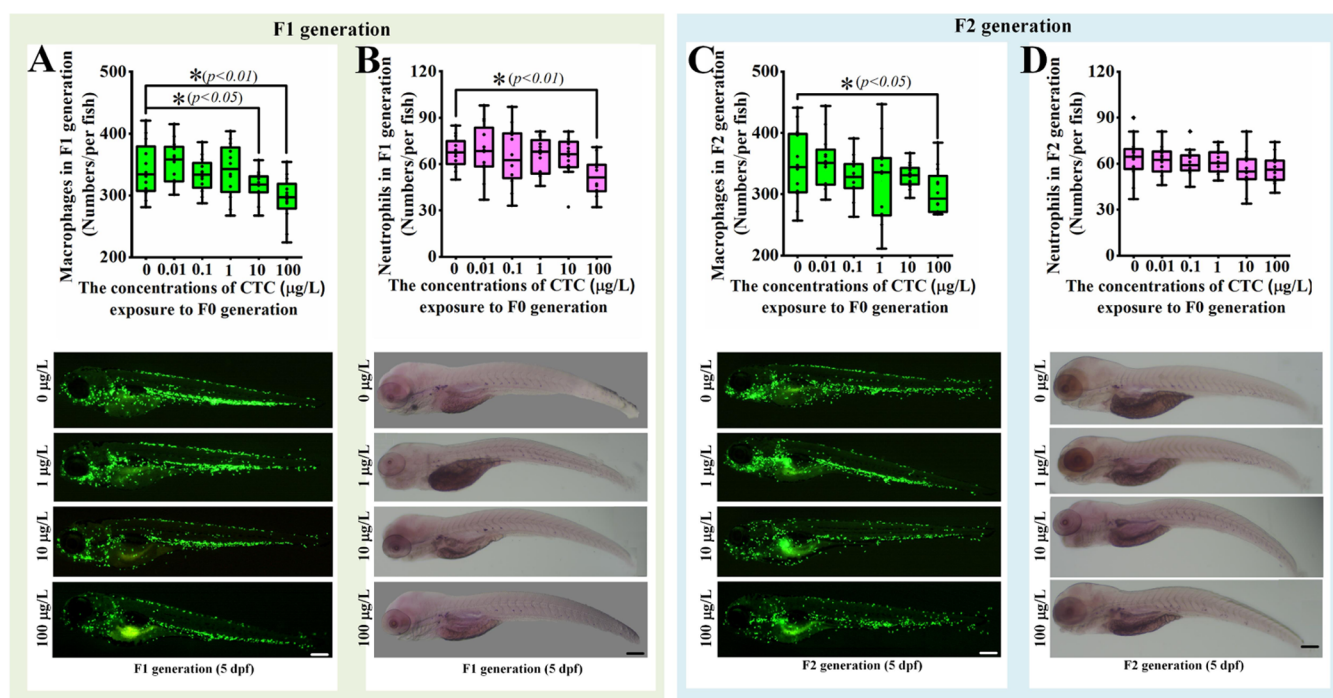 F1 generation
F2 generation
A
Macrophages in F1 generation
(Numbers/per fish)
500
400
300
200
*(p<0.01)
*(p<0.05)
0 0.01 0.1 1 10 100
The concentrations of CTC (μg/L)
exposure to F0 generation
B
Neutrophils in F1 generation
(Numbers/per fish)
120
90
60
30
0
*(p<0.01)
0 0.01 0.1 1 10 100
The concentrations of CTC (μg/L)
exposure to F0 generation
C
Macrophages in F2 generation
(Numbers/per fish)
500
400
300
200
*(p<0.05)
0 0.01 0.1 1 10 100
The concentrations of CTC (μg/L)
exposure to F0 generation
D
Neutrophils in F2 generation
(Numbers/per fish)
120
90
60
30
0
0 0.01 0.1 1 10 100
The concentrations of CTC (μg/L)
exposure to F0 generation
0 μg/L
1 μg/L
10 μg/L
100 μg/L
F1 generation (5 dpf)
0 μg/L
1 μg/L
10 μg/L
100 μg/L
F1 generation (5 dpf)
0 μg/L
1 μg/L
10 μg/L
100 μg/L
F2 generation (5 dpf)
0 μg/L
1 μg/L
10 μg/L
100 μg/L
F2 generation (5 dpf)